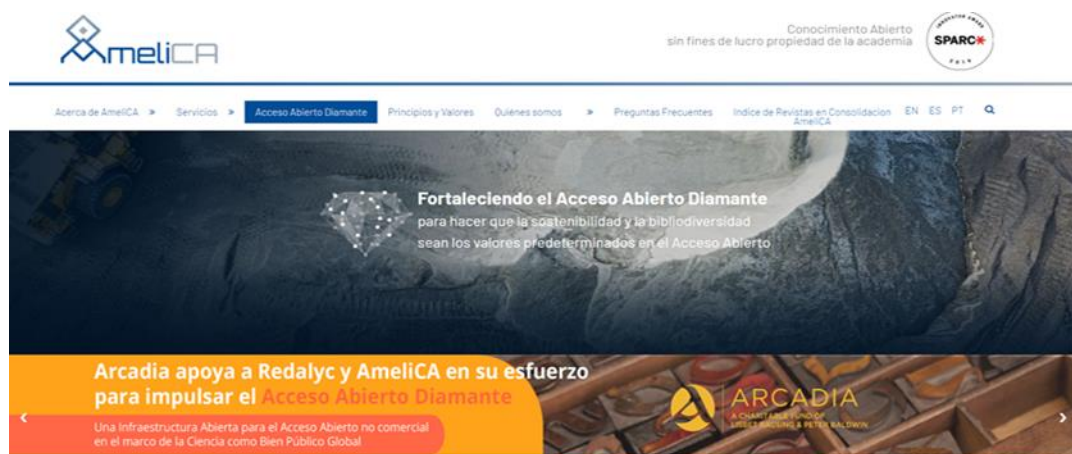 AmeliCA
Conocimiento Abierto
sin fines de lucro propiedad de la academia
INNOVATOR AWARD
SPARC
Acerca de AmeliCA » Servicios » Acceso Abierto Diamante Principios y Valores Quiénes somos » Preguntas Frecuentes Indice de Revistas en Consolidacion AmeliCA EN ES PT
Fortaleciendo el Acceso Abierto Diamante
para hacer que la sostenibilidad y la bibliodiversidad
sean los valores predeterminados en el Acceso Abierto
Arcadia apoya a Redalyc y AmeliCA en su esfuerzo
para impulsar el Acceso Abierto Diamante
Una Infraestructura Abierta para el Acceso Abierto no comercial
en el marco de la Ciencia como Bien Público Global
ARCADIA
A CHARITABLE FUND OF
LISBET RAUSING & PETER BALDWIN